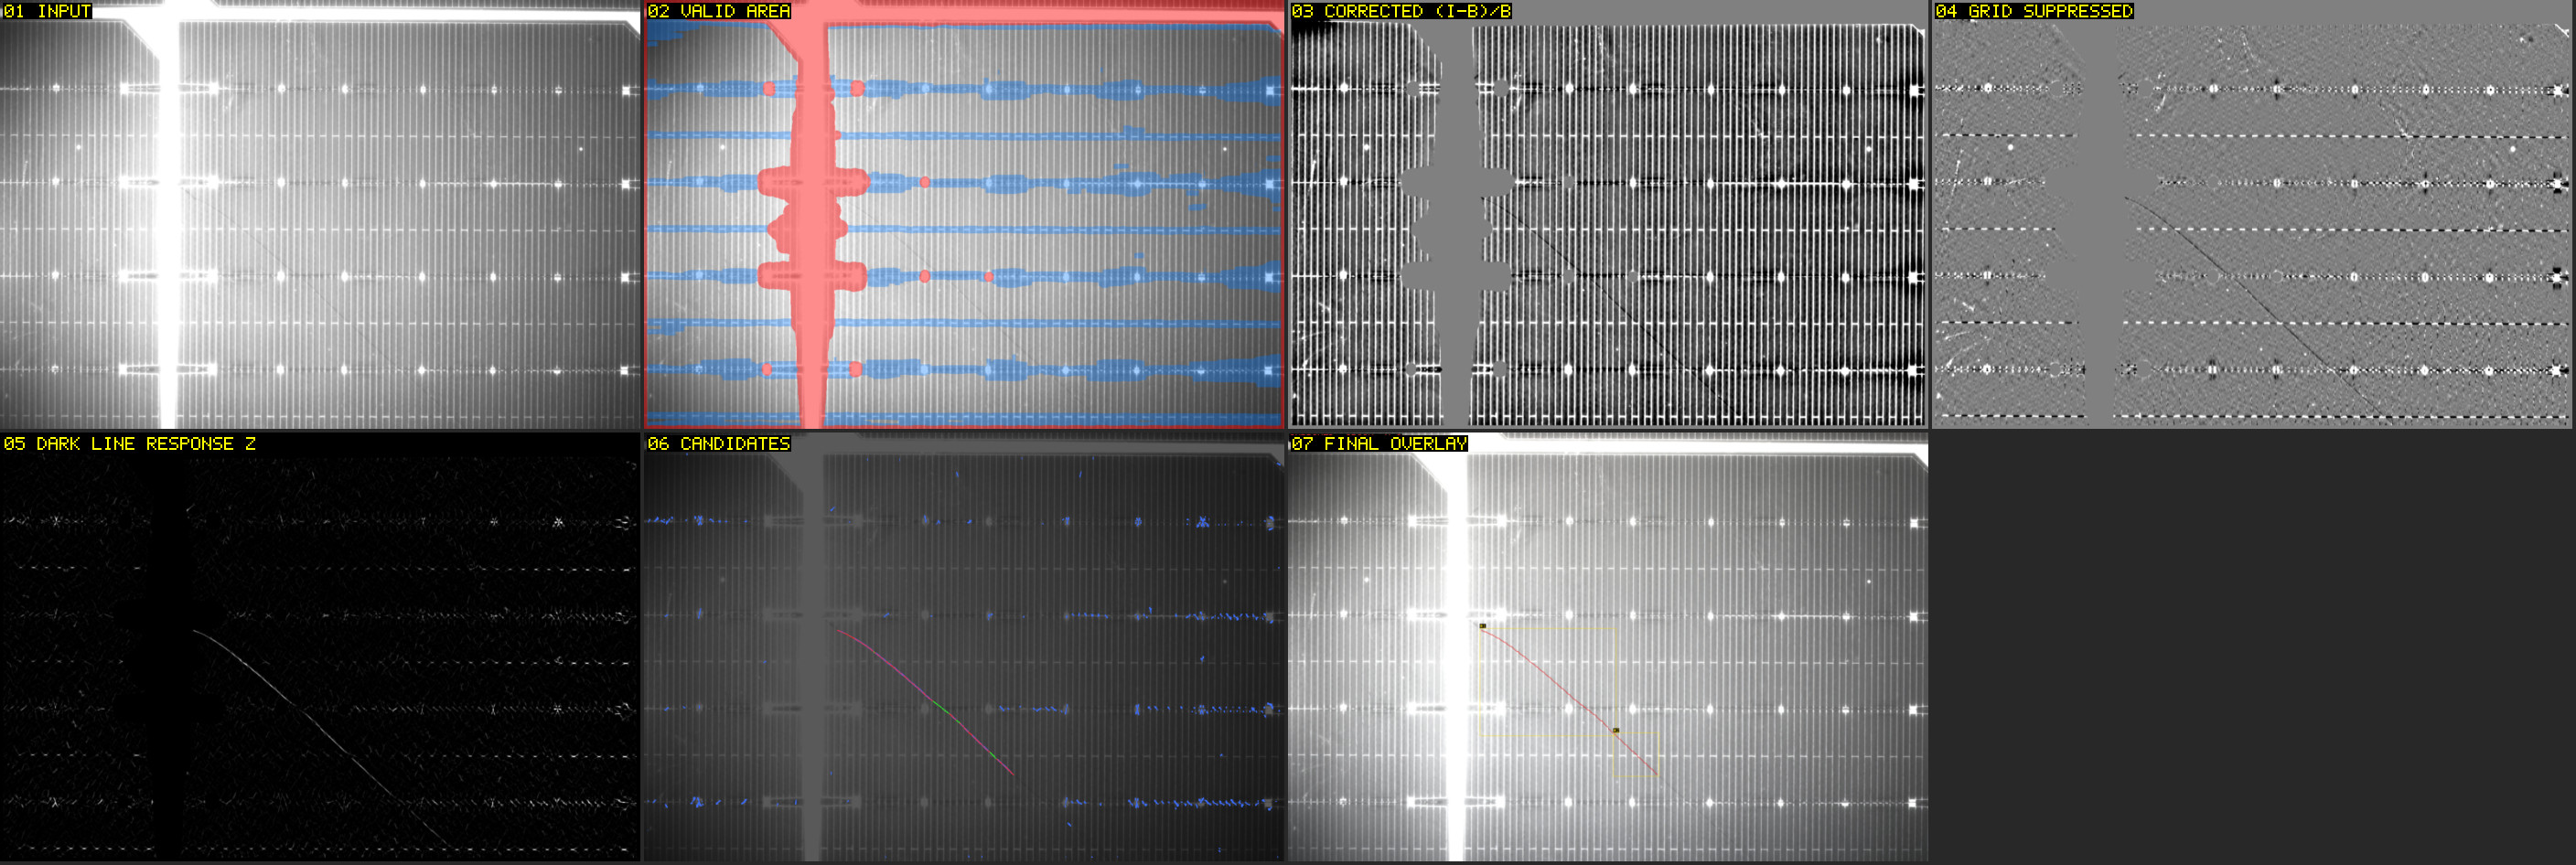 01 INPUT
02 VALID AREA
03 CORRECTED (I-B)/B
04 GRID SUPPRESSED
05 DARK LINE RESPONSE Z
06 CANDIDATES
07 FINAL OVERLAY